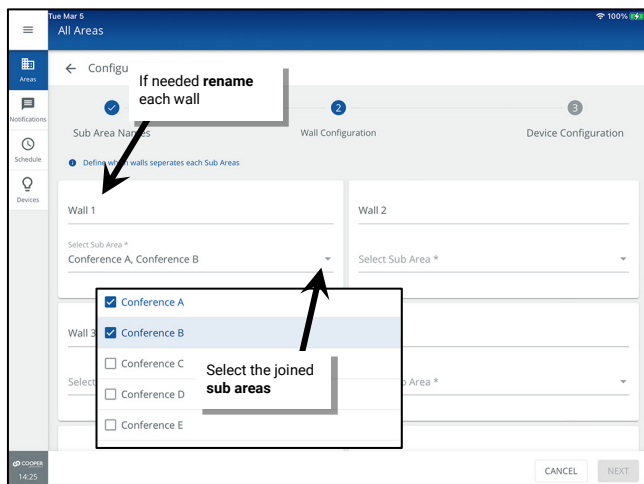 Tue Mar 5
100%
All Areas
Areas
Notifications
Schedule
Devices
Configu
If needed rename
each wall
2
3
Sub Area Names
Wall Configuration
Device Configuration
Define which walls seperates each Sub Areas
Wall 1
Wall 2
Select Sub Area *
Conference A, Conference B
Select Sub Area *
Conference A
Wall 3
Conference B
Conference C
Select
Conference D
Conference E
Select the joined
sub areas
Area *
COOPER
14:25
CANCEL
NEXT